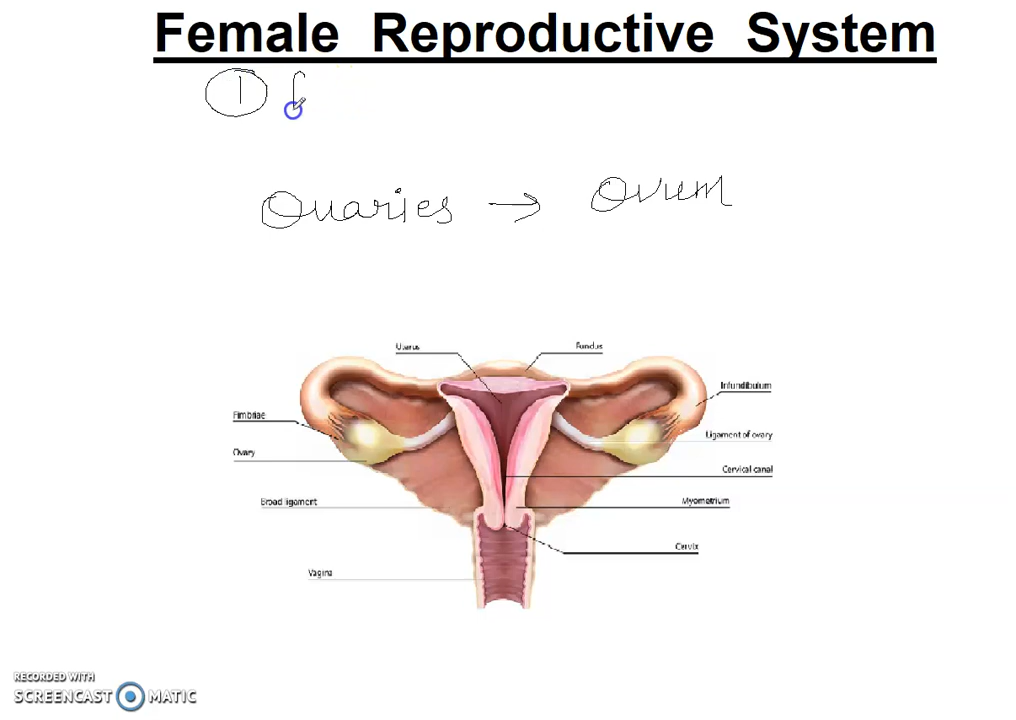 Female Reproductive System
1
Ovaries → Ovum
Uterus
Fundus
Infundibulum
Fimbriae
Ligament of ovary
Ovary
Cervical canal
Broad ligament
Myometrium
Cervix
Vagina
RECORDED WITH
SCREENCAST MATIC